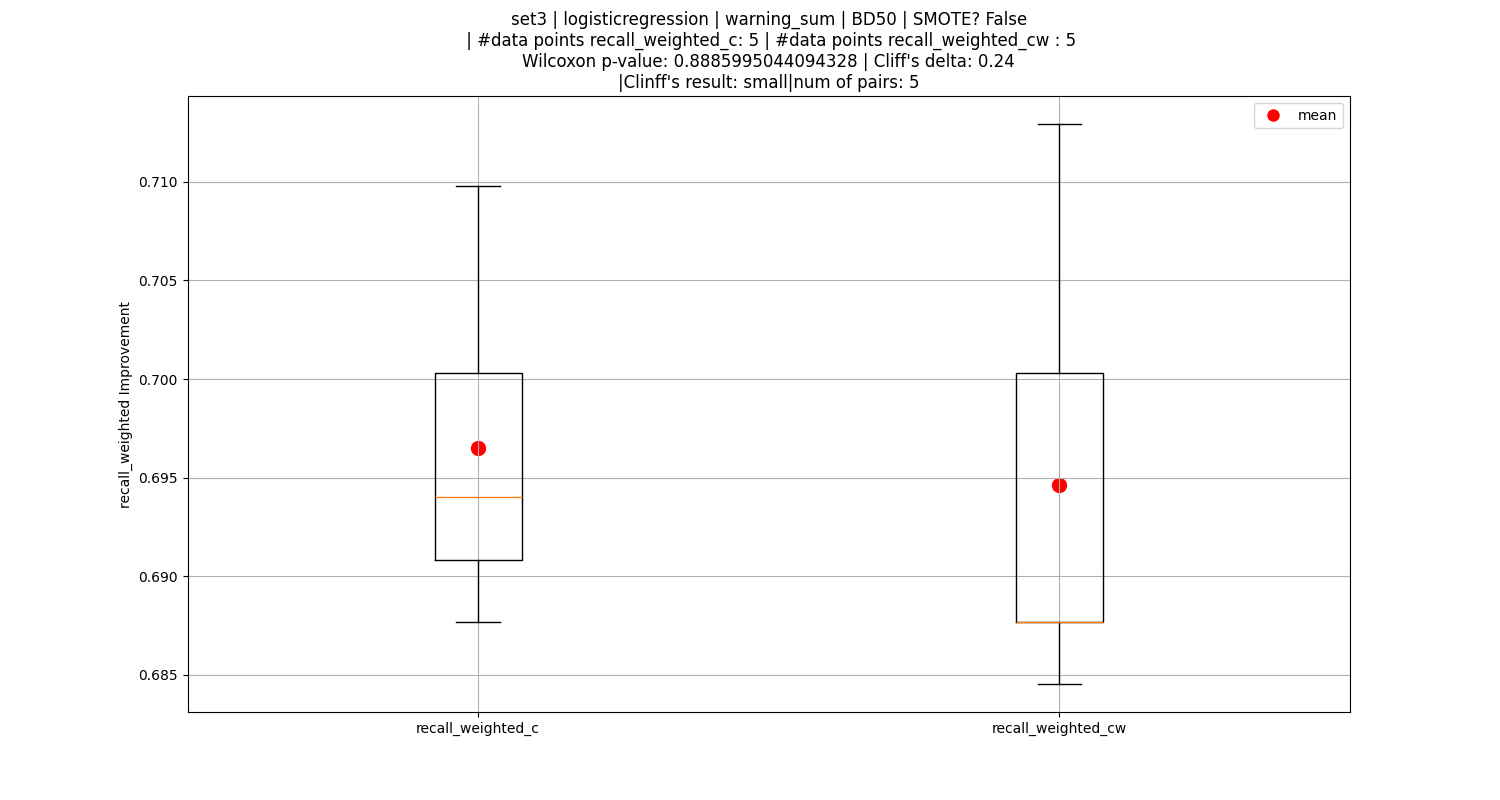 set3 | logisticregression | warning_sum | BD50 | SMOTE? False
| #data points recall_weighted_c: 5 | #data points recall_weighted_cw : 5
Wilcoxon p-value: 0.8885995044094328 | Cliff's delta: 0.24
|Clinff's result: small|num of pairs: 5
mean
0.710
0.705
0.700
0.695
0.690
0.685
recall_weighted Improvement
recall_weighted_c
recall_weighted_cw